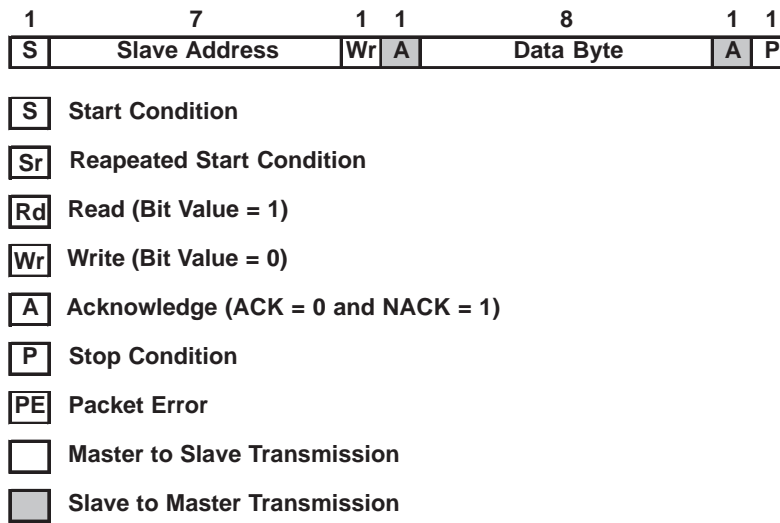 1 7 1 1 8 1 1
S Slave Address Wr A Data Byte A P
S Start Condition
Sr Reapeated Start Condition
Rd Read (Bit Value = 1)
Wr Write (Bit Value = 0)
A Acknowledge (ACK = 0 and NACK = 1)
P Stop Condition
PE Packet Error
Master to Slave Transmission
Slave to Master Transmission